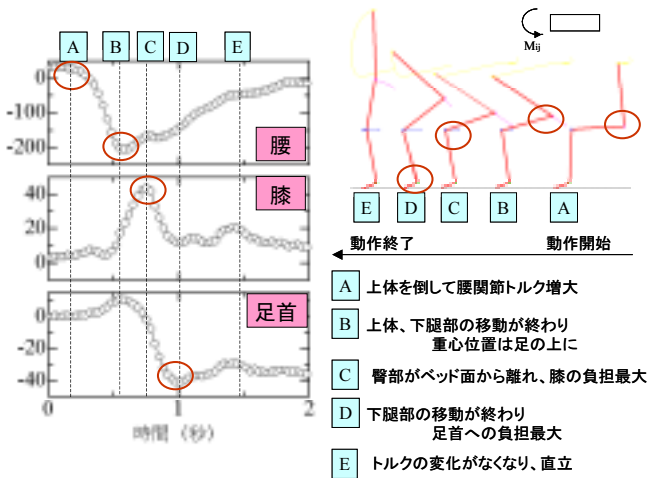 A B C D E
0
-100
-200
腰
40
20
0
膝
0
-20
-40
足首
0 1 2
時間 (秒)
Mij
E D C B A
動作終了 動作開始
A 上体を倒して腰関節トルク増大
B 上体、下腿部の移動が終わり
重心位置は足の上に
C 臀部がベッド面から離れ、膝の負担最大
D 下腿部の移動が終わり
足首への負担最大
E トルクの変化がなくなり、直立